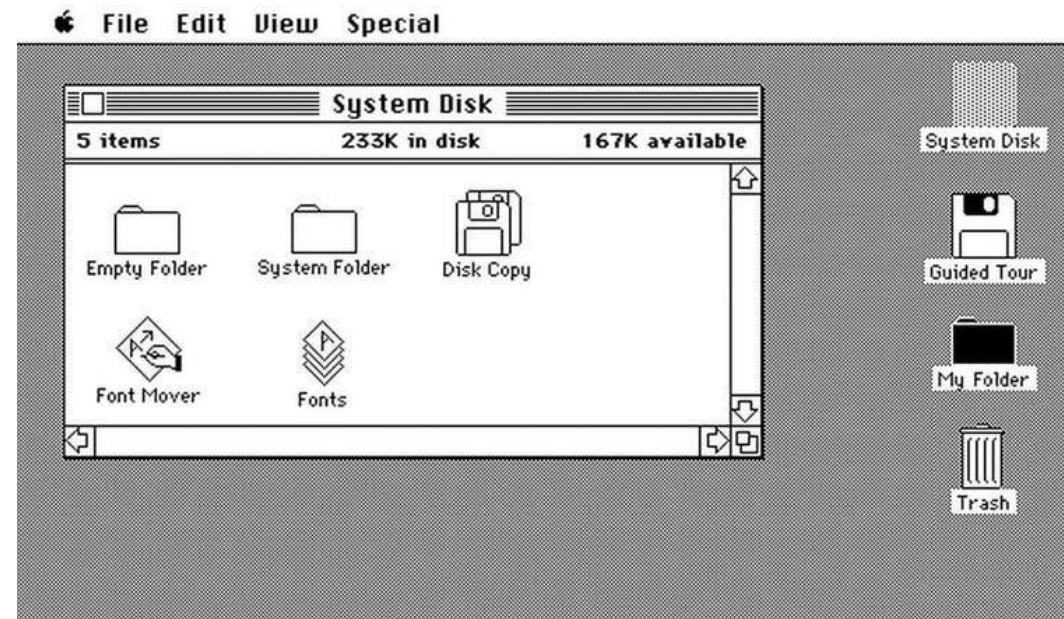 File Edit View Special
System Disk
5 items 233K in disk 167K available
Empty Folder System Folder Disk Copy
Font Mover Fonts
System Disk
Guided Tour
My Folder
Trash